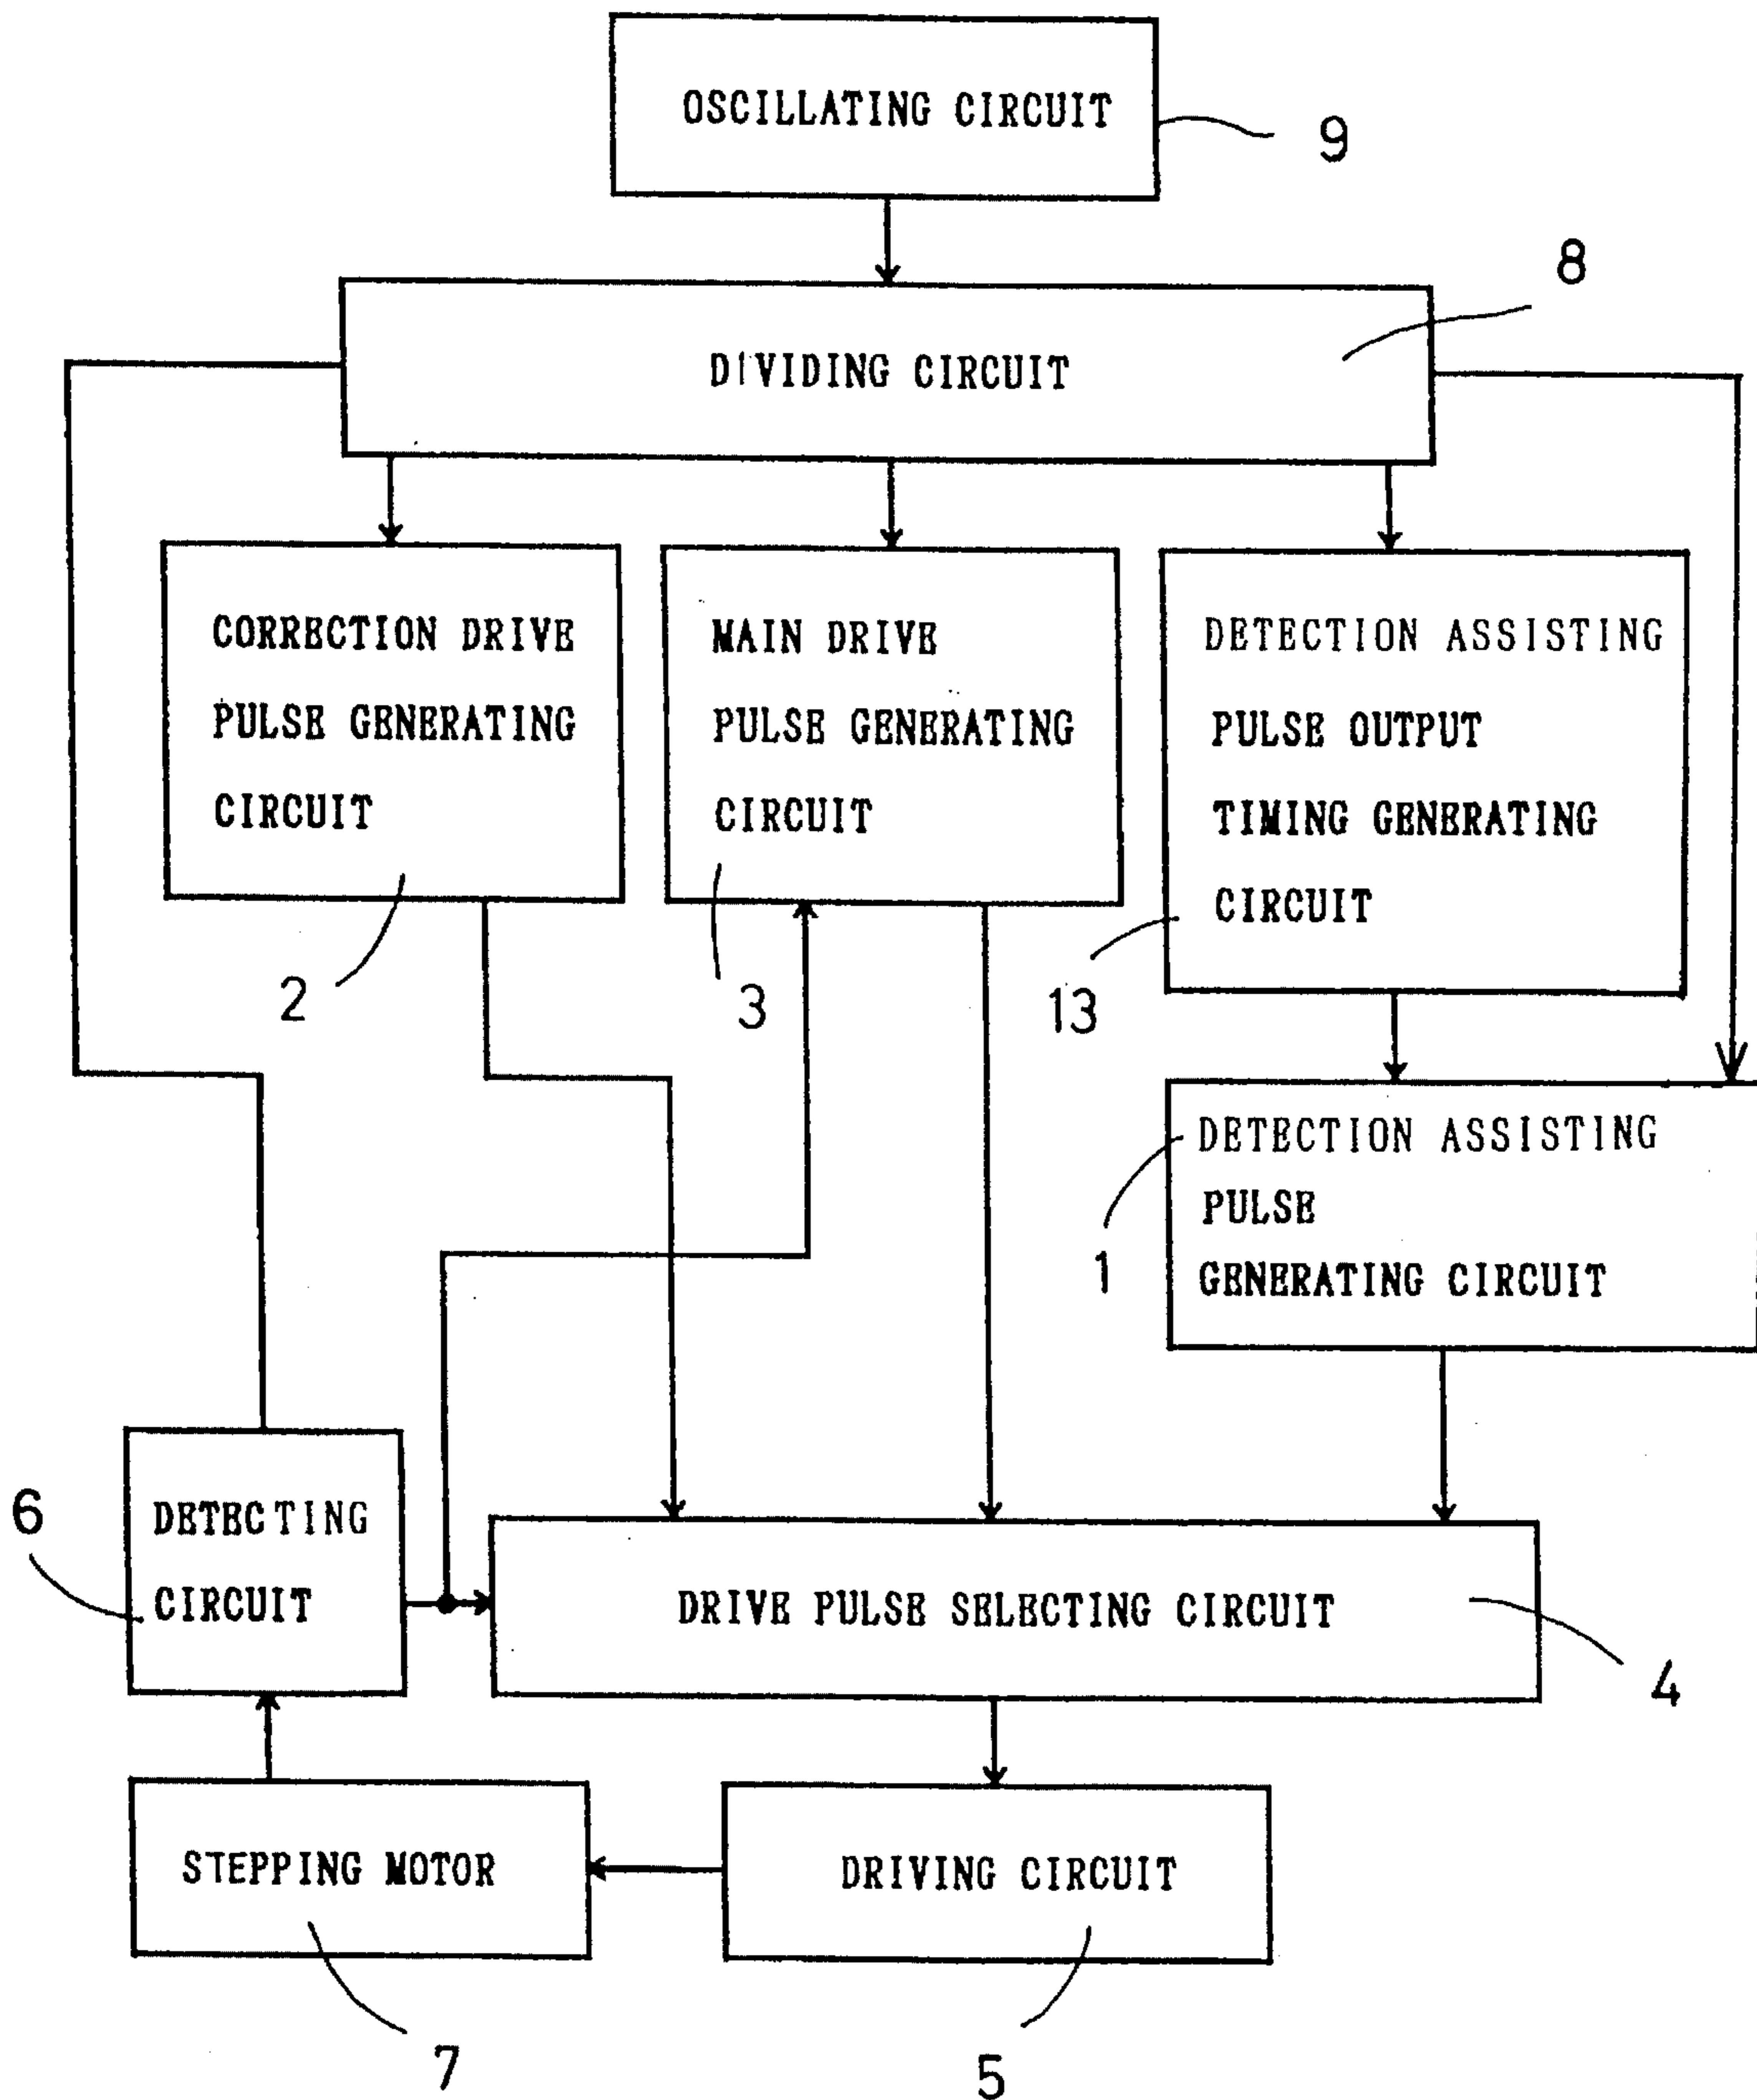 OSCILLATING CIRCUIT
9
8
DIVIDING CIRCUIT
CORRECTION DRIVE
PULSE GENERATING
CIRCUIT
2
MAIN DRIVE
PULSE GENERATING
CIRCUIT
3
DETECTION ASSISTING
PULSE OUTPUT
TIMING GENERATING
CIRCUIT
13
DETECTION ASSISTING
PULSE
GENERATING CIRCUIT
1
6
DETECTING
CIRCUIT
DRIVE PULSE SELECTING CIRCUIT
4
STEPPING MOTOR
7
DRIVING CIRCUIT
5